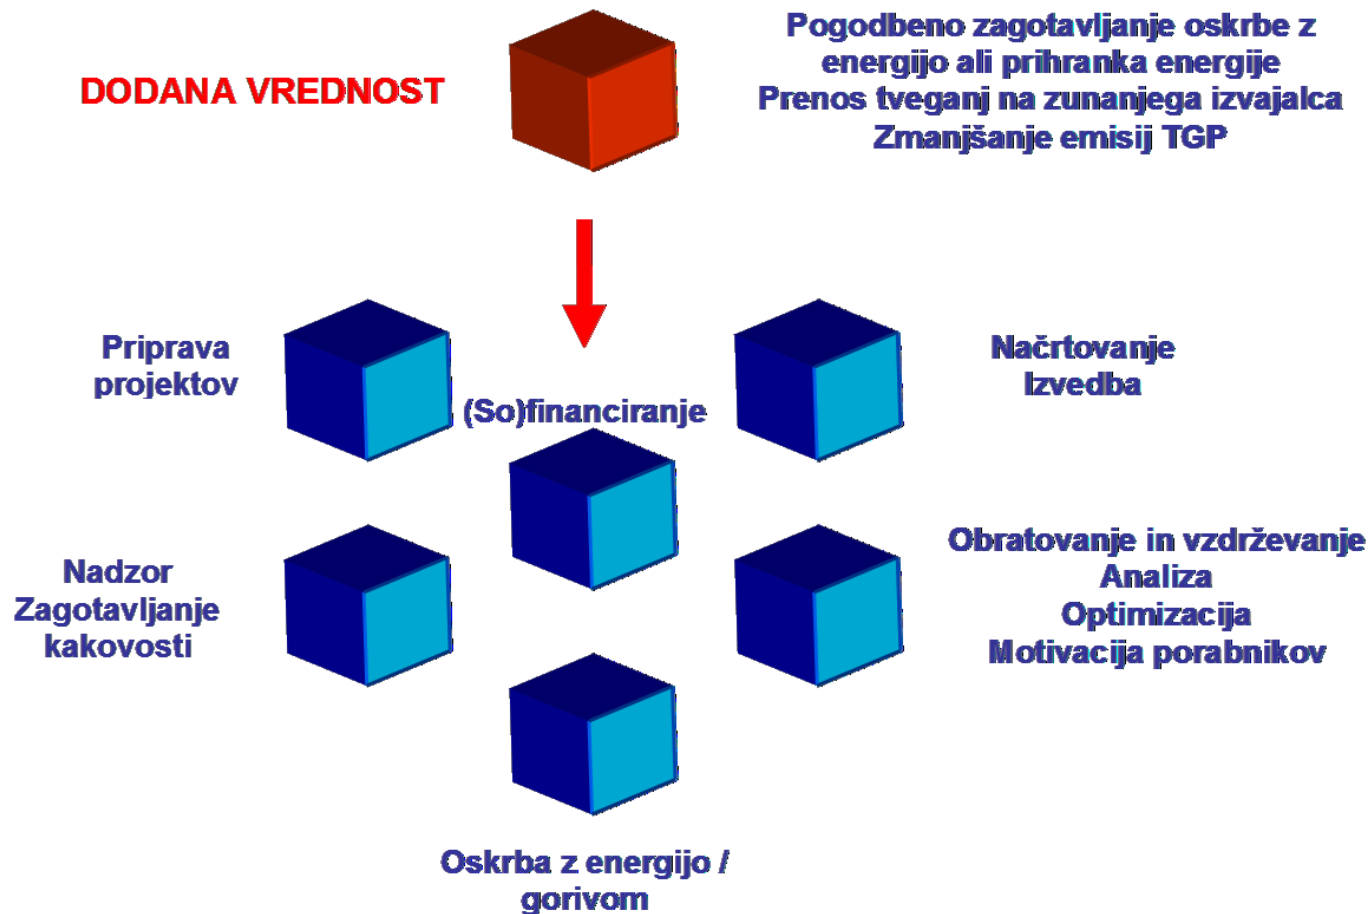 DODANA VREDNOST
Pogodbeno zagotavljanje oskrbe z
energijo ali prihranka energije
Prenos tveganj na zunanjega izvajalca
Zmanjšanje emisij TGP
Priprava
projektov
(So)financiranje
Načrtovanje
Izvedba
Nadzor
Zagotavljanje
kakovosti
Obratovanje in vzdrževanje
Analiza
Optimizacija
Motivacija porabnikov
Oskrba z energijo /
gorivom